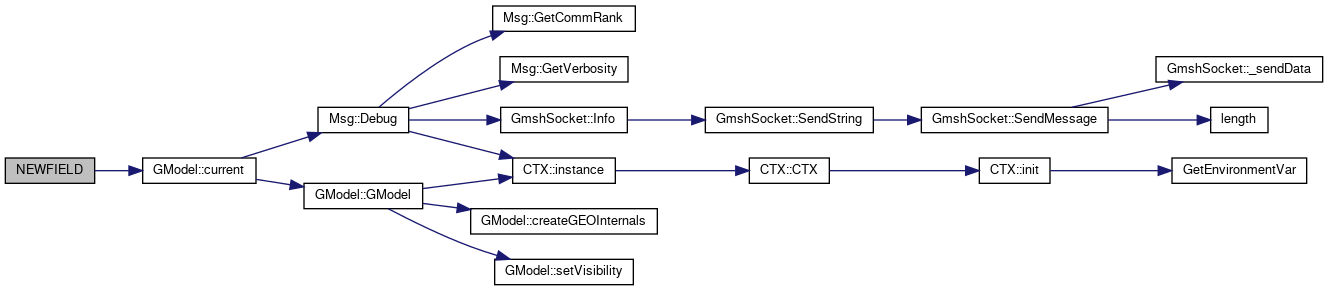 NEWFIELD
GModel::current
Msg::Debug
GModel::GModel
Msg::GetCommRank
Msg::GetVerbosity
GmshSocket::Info
CTX::instance
GModel::createGEOInternals
GModel::setVisibility
GmshSocket::SendString
CTX::CTX
GmshSocket::SendMessage
CTX::init
GmshSocket::_sendData
length
GetEnvironmentVar